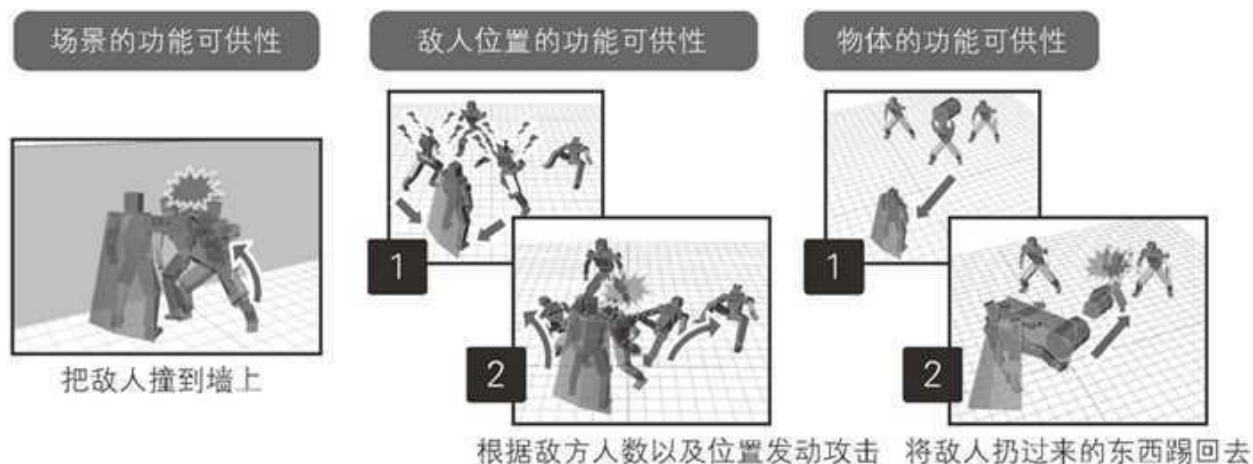 场景的功能可供性
敌人位置的功能可供性
物体的功能可供性
1
2
1
2
把敌人撞到墙上
根据敌方人数以及位置发动攻击
将敌人扔过来的东西踢回去